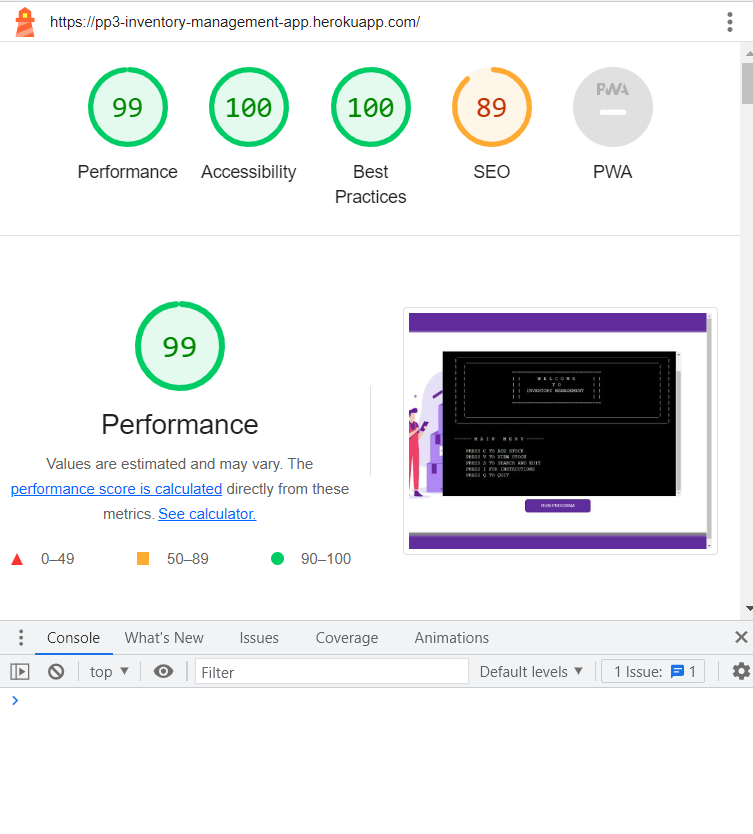 https://pp3-inventory-management-app.herokuapp.com/
99 100 100 89 PWA
Performance Accessibility Best Practices SEO PWA
99
Performance
Values are estimated and may vary. The
performance score is calculated directly from these
metrics. See calculator.
0–49 50–89 90–100
W E L C O M E
T O
INVENTORY MANAGEMENT
------ M A I N   M E N U ------
PRESS C TO ADD STOCK
PRESS V TO VIEW STOCK
PRESS S TO SEARCH AND EDIT
PRESS I FOR INSTRUCTIONS
PRESS Q TO QUIT
RUN PROGRAM
Console What's New Issues Coverage Animations
top Filter Default levels 1 Issue: 1